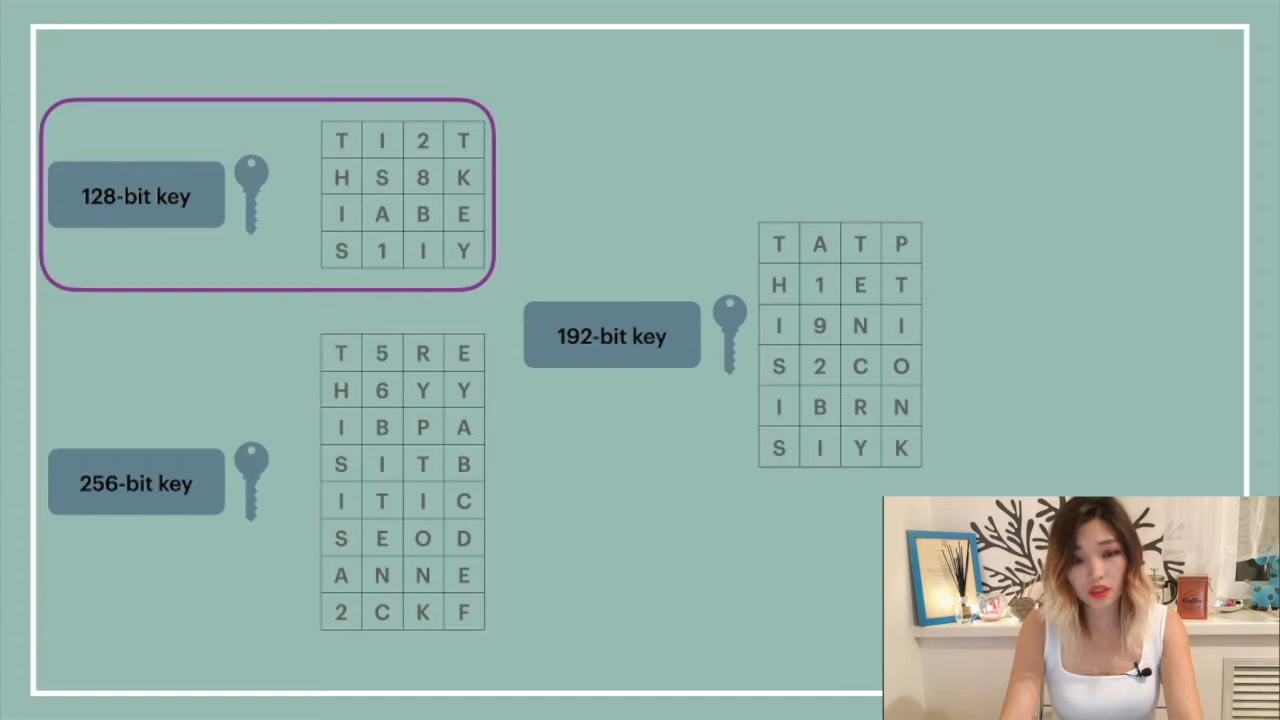 128-bit key
T I 2 T
H S 8 K
I A B E
S 1 I Y
256-bit key
T 5 R E
H 6 Y Y
I B P A
S I T B
I T I C
S E O D
A N N E
2 C K F
192-bit key
T A T P
H 1 E T
I 9 N I
S 2 C O
I B R N
S I Y K